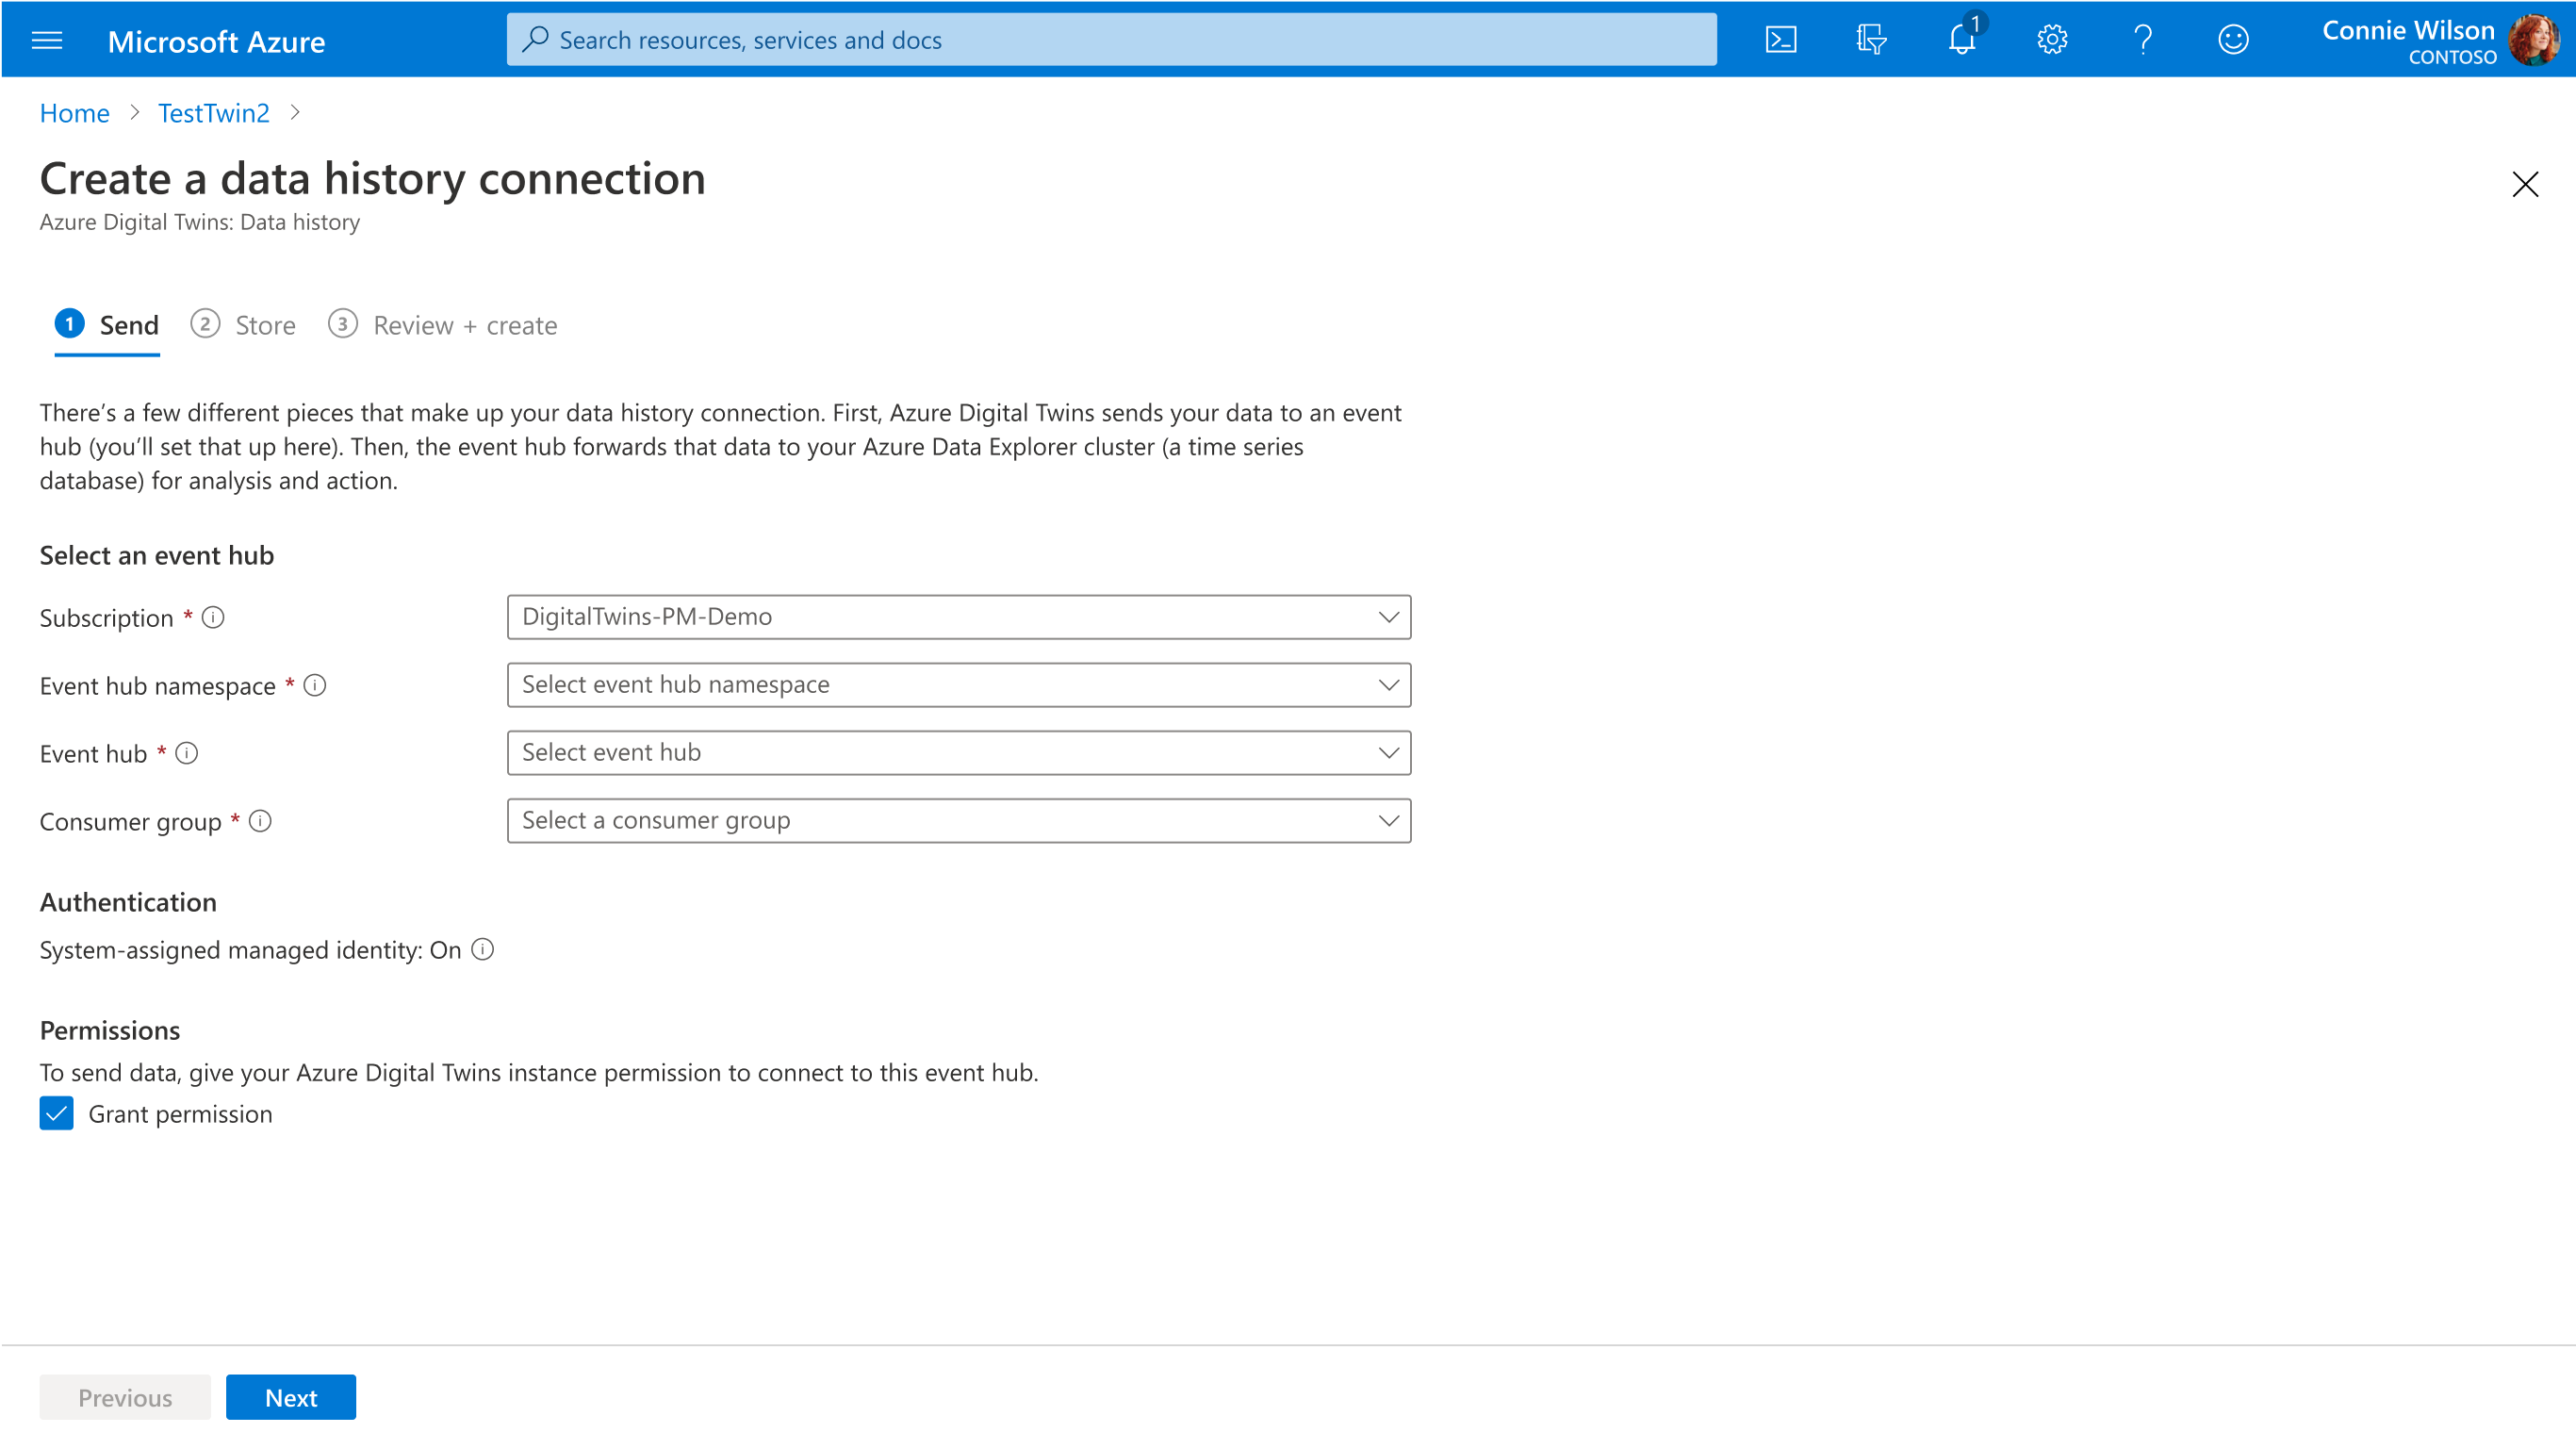 Microsoft Azure
Search resources, services and docs
1
Connie Wilson
CONTOSO
Home > TestTwin2 >
Create a data history connection
Azure Digital Twins: Data history
1 Send 2 Store 3 Review + create
There’s a few different pieces that make up your data history connection. First, Azure Digital Twins sends your data to an event
hub (you’ll set that up here). Then, the event hub forwards that data to your Azure Data Explorer cluster (a time series
database) for analysis and action.
Select an event hub
Subscription *
DigitalTwins-PM-Demo
Event hub namespace *
Select event hub namespace
Event hub *
Select event hub
Consumer group *
Select a consumer group
Authentication
System-assigned managed identity: On
Permissions
To send data, give your Azure Digital Twins instance permission to connect to this event hub.
Grant permission
Previous
Next